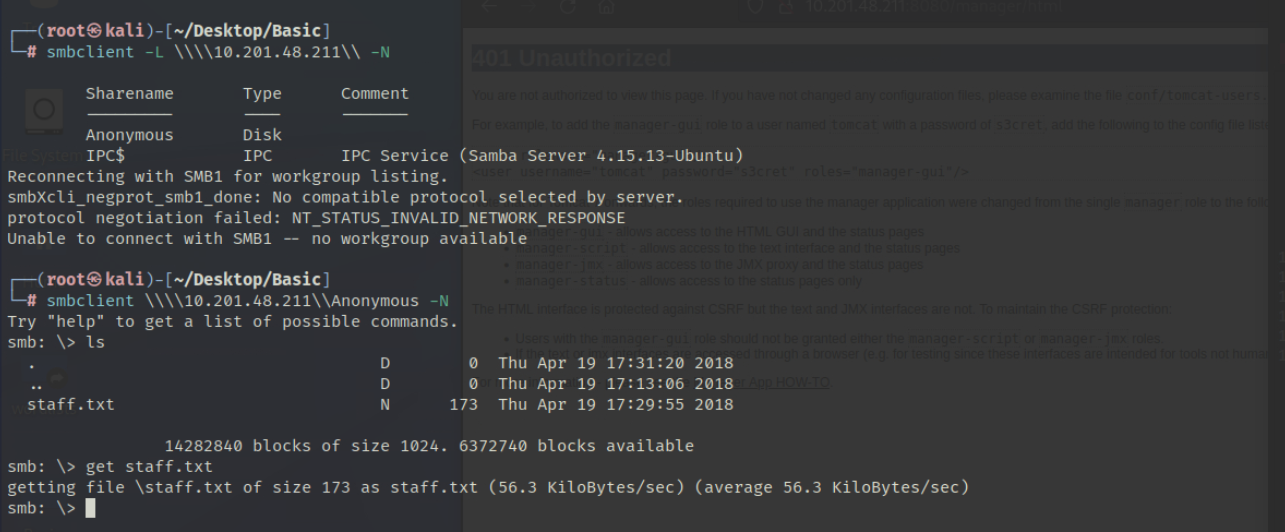 ┌──(root㉿kali)-[~/Desktop/Basic]
└─# smbclient -L \\\\10.201.48.211\\ -N
Sharename Type Comment
--------- ---- -------
Anonymous Disk
IPC$ IPC IPC Service (Samba Server 4.15.13-Ubuntu)
Reconnecting with SMB1 for workgroup listing.
smbXcli_negprot_smb1_done: No compatible protocol selected by server.
protocol negotiation failed: NT_STATUS_INVALID_NETWORK_RESPONSE
Unable to connect with SMB1 -- no workgroup available
┌──(root㉿kali)-[~/Desktop/Basic]
└─# smbclient \\\\10.201.48.211\\Anonymous -N
Try "help" to get a list of possible commands.
smb: \> ls
. D 0 Thu Apr 19 17:31:20 2018
.. D 0 Thu Apr 19 17:13:06 2018
staff.txt N 173 Thu Apr 19 17:29:55 2018
14282840 blocks of size 1024. 6372740 blocks available
smb: \> get staff.txt
getting file \staff.txt of size 173 as staff.txt (56.3 KiloBytes/sec) (average 56.3 KiloBytes/sec)
smb: \>
10.201.48.211:8080/manager/html
401 Unauthorized
You are not authorized to view this page. If you have not changed any configuration files, please examine the file conf/tomcat-users.
For example, to add the manager-gui role to a user named tomcat with a password of s3cret, add the following to the config file
<user username="tomcat" password="s3cret" roles="manager-gui"/>
roles required to use the manager application were changed from the single manager role to the
manager-gui - allows access to the HTML GUI and the status pages
manager-script - allows access to the text interface and the status pages
manager-jmx - allows access to the JMX proxy and the status pages
manager-status - allows access to the status pages only
The HTML interface is protected against CSRF but the text and JMX interfaces are not. To maintain the CSRF protection:
Users with the manager-gui role should not be granted either the manager-script or manager-jmx roles.
through a browser (e.g. for testing since these interfaces are intended for tools not
App HOW-TO.
File System